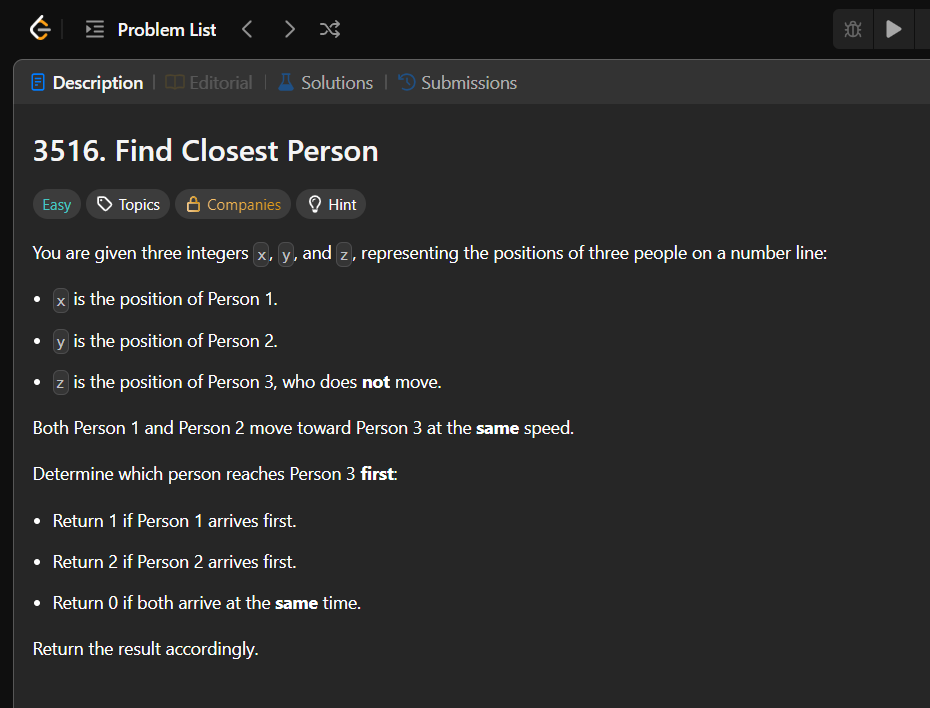 Problem List
Description | Editorial | Solutions | Submissions
3516. Find Closest Person
Easy Topics Companies Hint
You are given three integers x, y, and z, representing the positions of three people on a number line:
• x is the position of Person 1.
• y is the position of Person 2.
• z is the position of Person 3, who does not move.
Both Person 1 and Person 2 move toward Person 3 at the same speed.
Determine which person reaches Person 3 first:
• Return 1 if Person 1 arrives first.
• Return 2 if Person 2 arrives first.
• Return 0 if both arrive at the same time.
Return the result accordingly.